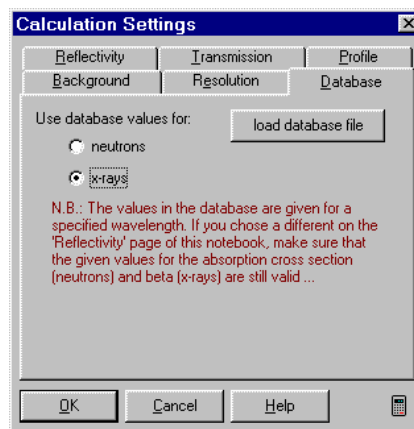 Calculation Settings
Reflectivity Transmission Profile
Background Resolution Database
Use database values for: load database file
neutrons
x-rays
N.B.: The values in the database are given for a
specified wavelength. If you chose a different on the
'Reflectivity' page of this notebook, make sure that
the given values for the absorption cross section
(neutrons) and beta (x-rays) are still valid ...
OK Cancel Help